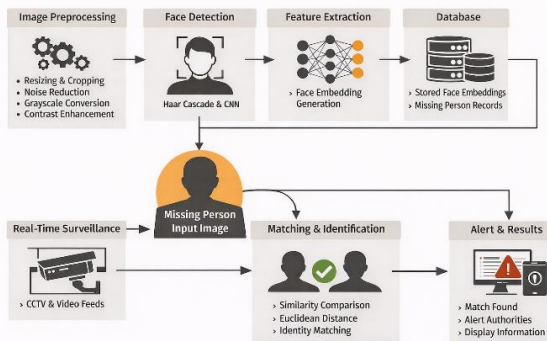 Image Preprocessing
Resizing & Cropping
Noise Reduction
Grayscale Conversion
Contrast Enhancement
Face Detection
Haar Cascade & CNN
Feature Extraction
Face Embedding
Generation
Database
Stored Face Embeddings
Missing Person Records
Missing Person
Input Image
Real-Time Surveillance
CCTV & Video Feeds
Matching & Identification
Similarity Comparison
Euclidean Distance
Identity Matching
Alert & Results
Match Found
Alert Authorities
Display Information